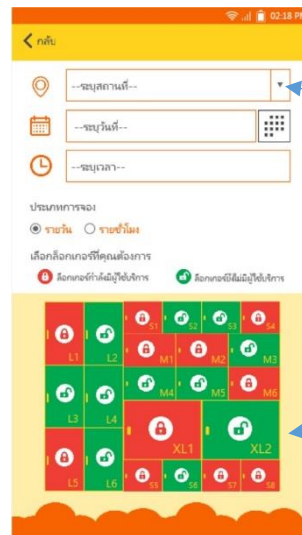 02:18 PM
กลับ
--ระบุสถานที่--
--ระบุวันที่--
--ระบุเวลา--
ประเภทการจอง
รายวัน รายชั่วโมง
เลือกล็อกเกอร์ที่คุณต้องการ
ล็อกเกอร์กำลังมีผู้ใช้บริการ ล็อกเกอร์ยังไม่มีผู้ใช้บริการ
S1 S2 S3 S4
L1 L2 M1 M2 M3
M4 M5 M6
L3 L4
XL1 XL2
L5 L6 S5 S6 S7 S8